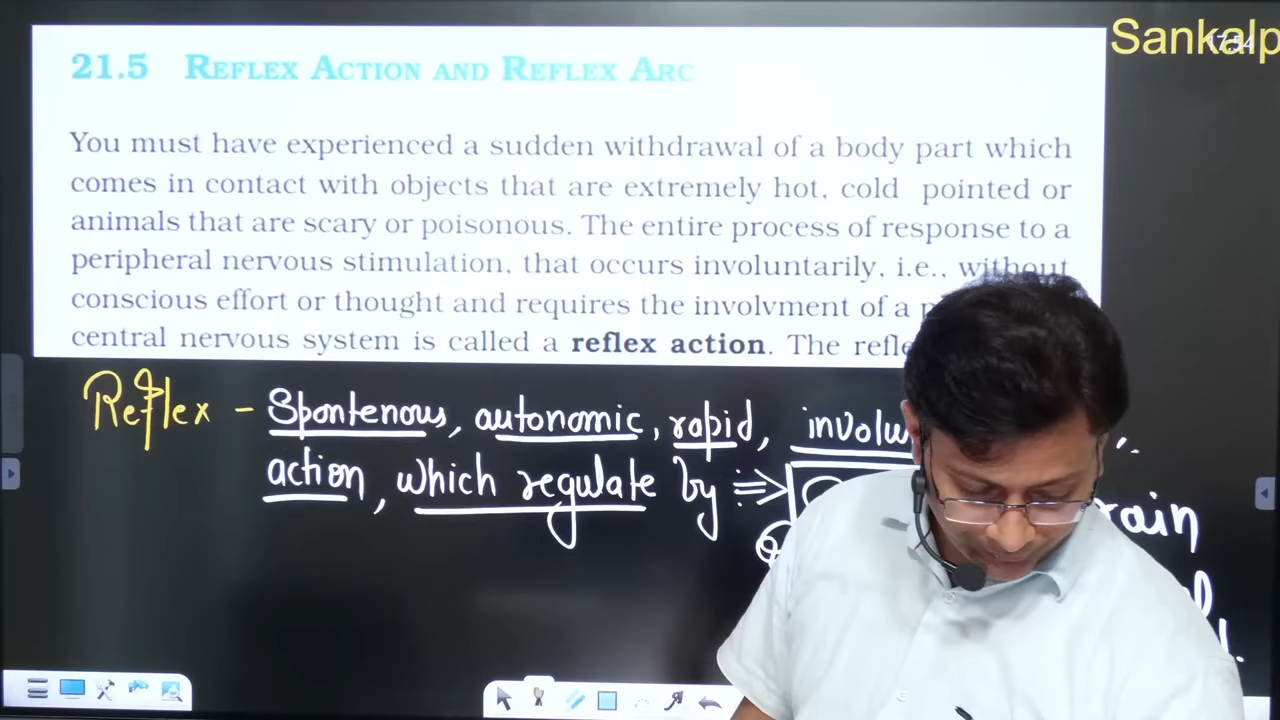 Sankalp
17:54
21.5 REFLEX ACTION AND REFLEX ARC
You must have experienced a sudden withdrawal of a body part which
comes in contact with objects that are extremely hot, cold pointed or
animals that are scary or poisonous. The entire process of response to a
peripheral nervous stimulation, that occurs involuntarily, i.e., without
conscious effort or thought and requires the involvment of a
central nervous system is called a reflex action. The
Reflex - Spontenous, autonomic, rapid,
action, which regulate by ⇒